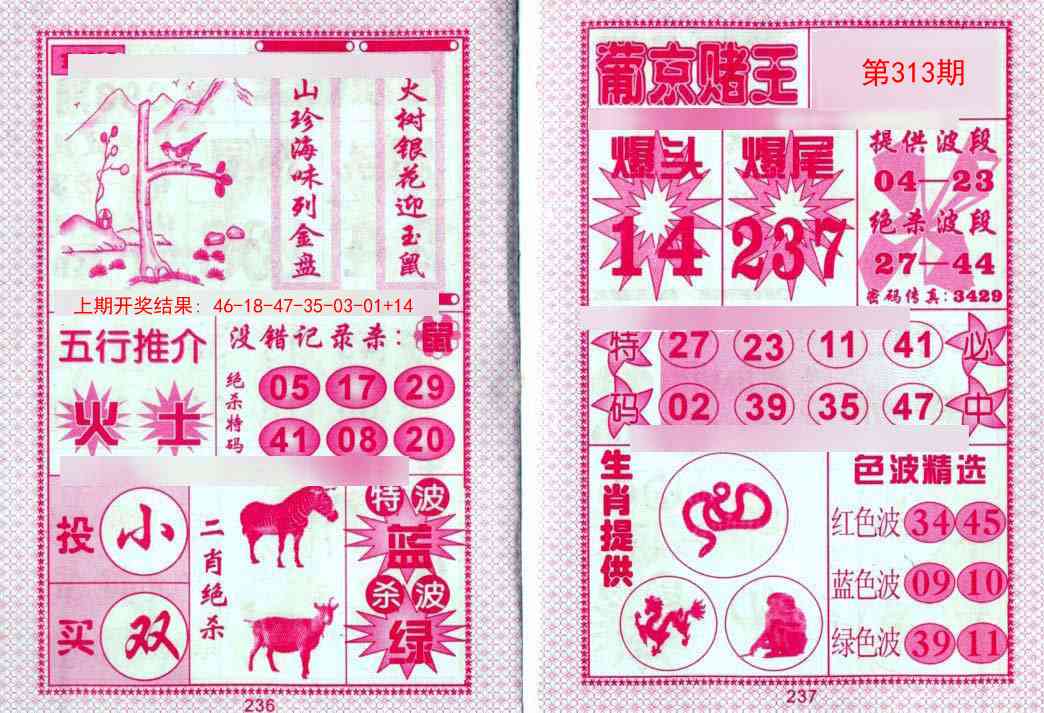 火树银花迎玉鼠
山珍海味列金盘
上期开奖结果: 46-18-47-35-03-01+14
五行推介
火 土
没错记录杀：鼠
绝杀特码
05 17 29
41 08 20
投 小
买 双
二肖绝杀
特波
蓝
杀波
绿
236
葡京赌王
第313期
爆头
14
爆尾
237
提供波段
04—23
绝杀波段
27—44
密码传真:3429
特码
27 23 11 41
02 39 35 47
必中
生肖提供
色波精选
红色波 34 45
蓝色波 09 10
绿色波 39 11
237